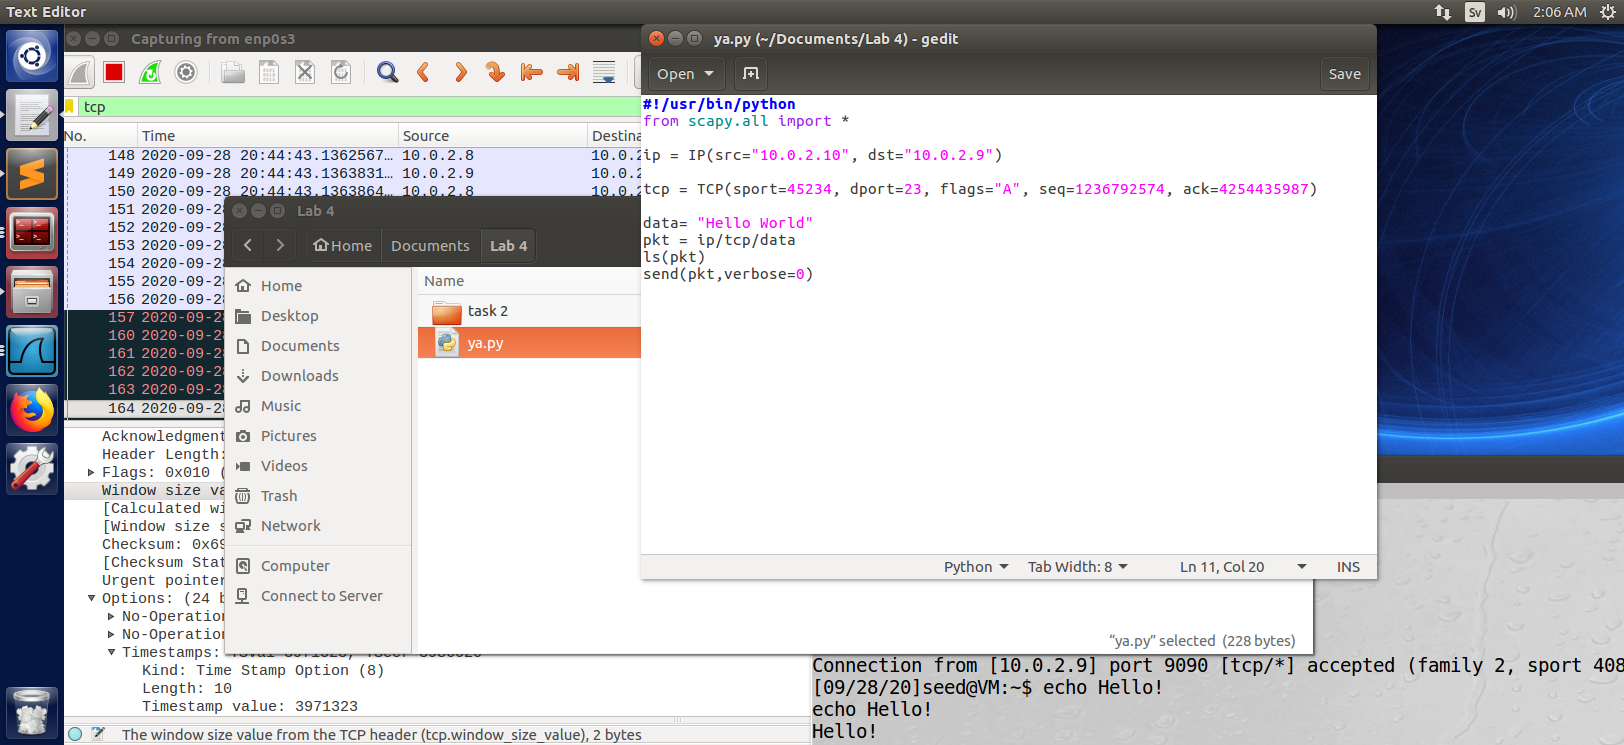 Text Editor
Sv
2:06 AM
Capturing from enp0s3
tcp
No. Time Source Destina
148 2020-09-28 20:44:43.1362567… 10.0.2.8 10.0.2
149 2020-09-28 20:44:43.1363831… 10.0.2.9 10.0.2
150 2020-09-28 20:44:43.1363864… 10.0.2.8 10.0.2
151 2020-09-28
152 2020-09-28
153 2020-09-28
154 2020-09-28
155 2020-09-28
156 2020-09-28
157 2020-09-28
160 2020-09-28
161 2020-09-28
162 2020-09-28
163 2020-09-28
164 2020-09-28
Acknowledgment
Header Length:
Flags: 0x010 (
Window size va
[Calculated wi
[Window size s
Checksum: 0x69
[Checksum Stat
Urgent pointer
Options: (24 b
No-Operation
No-Operation
Timestamps:
Kind: Time Stamp Option (8)
Length: 10
Timestamp value: 3971323
The window size value from the TCP header (tcp.window_size_value), 2 bytes
Lab 4
Home Documents Lab 4
Home
Desktop
Documents
Downloads
Music
Pictures
Videos
Trash
Network
Computer
Connect to Server
Name
task 2
ya.py
“ya.py” selected (228 bytes)
ya.py (~/Documents/Lab 4) - gedit
Open
Save
#!/usr/bin/python
from scapy.all import *
ip = IP(src="10.0.2.10", dst="10.0.2.9")
tcp = TCP(sport=45234, dport=23, flags="A", seq=1236792574, ack=4254435987)
data= "Hello World"
pkt = ip/tcp/data
ls(pkt)
send(pkt,verbose=0)
Python Tab Width: 8 Ln 11, Col 20 INS
Connection from [10.0.2.9] port 9090 [tcp/*] accepted (family 2, sport 408
[09/28/20]seed@VM:~$ echo Hello!
echo Hello!
Hello!